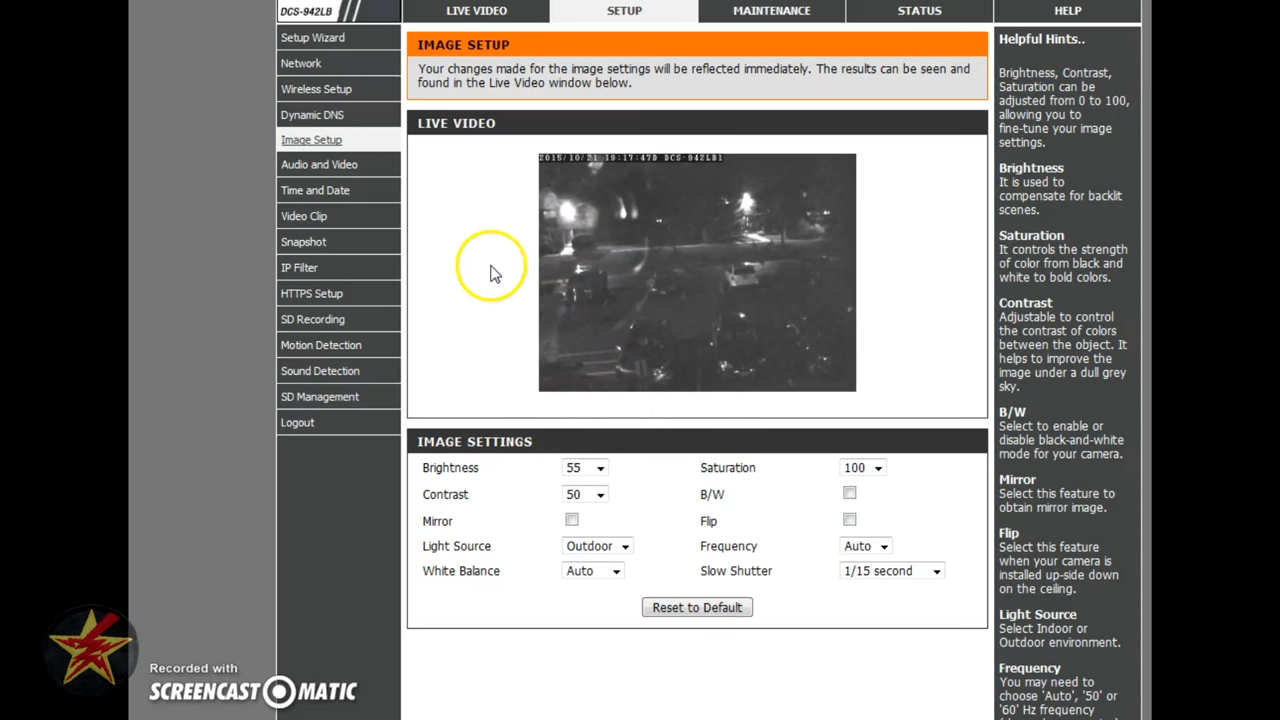 DCS-942LB
LIVE VIDEO
SETUP
MAINTENANCE
STATUS
HELP
Setup Wizard
Network
Wireless Setup
Dynamic DNS
Image Setup
Audio and Video
Time and Date
Video Clip
Snapshot
IP Filter
HTTPS Setup
SD Recording
Motion Detection
Sound Detection
SD Management
Logout
IMAGE SETUP
Your changes made for the image settings will be reflected immediately. The results can be seen and
found in the Live Video window below.
LIVE VIDEO
2015/10/21 19:17:47D DCS-942LB1
IMAGE SETTINGS
Brightness 55 Saturation 100
Contrast 50 B/W
Mirror Flip
Light Source Outdoor Frequency Auto
White Balance Auto Slow Shutter 1/15 second
Reset to Default
Helpful Hints..
Brightness, Contrast,
Saturation can be
adjusted from 0 to 100,
allowing you to
fine-tune your image
settings.
Brightness
It is used to
compensate for backlit
scenes.
Saturation
It controls the strength
of color from black and
white to bold colors.
Contrast
Adjustable to control
the contrast of colors
between the object. It
helps to improve the
image under a dull grey
sky.
B/W
Select to enable or
disable black-and-white
mode for your camera.
Mirror
Select this feature to
obtain mirror image.
Flip
Select this feature
when your camera is
installed up-side down
on the ceiling.
Light Source
Select Indoor or
Outdoor environment.
Frequency
You may need to
choose 'Auto', '50' or
'60' Hz frequency
Recorded with
SCREENCAST-O-MATIC